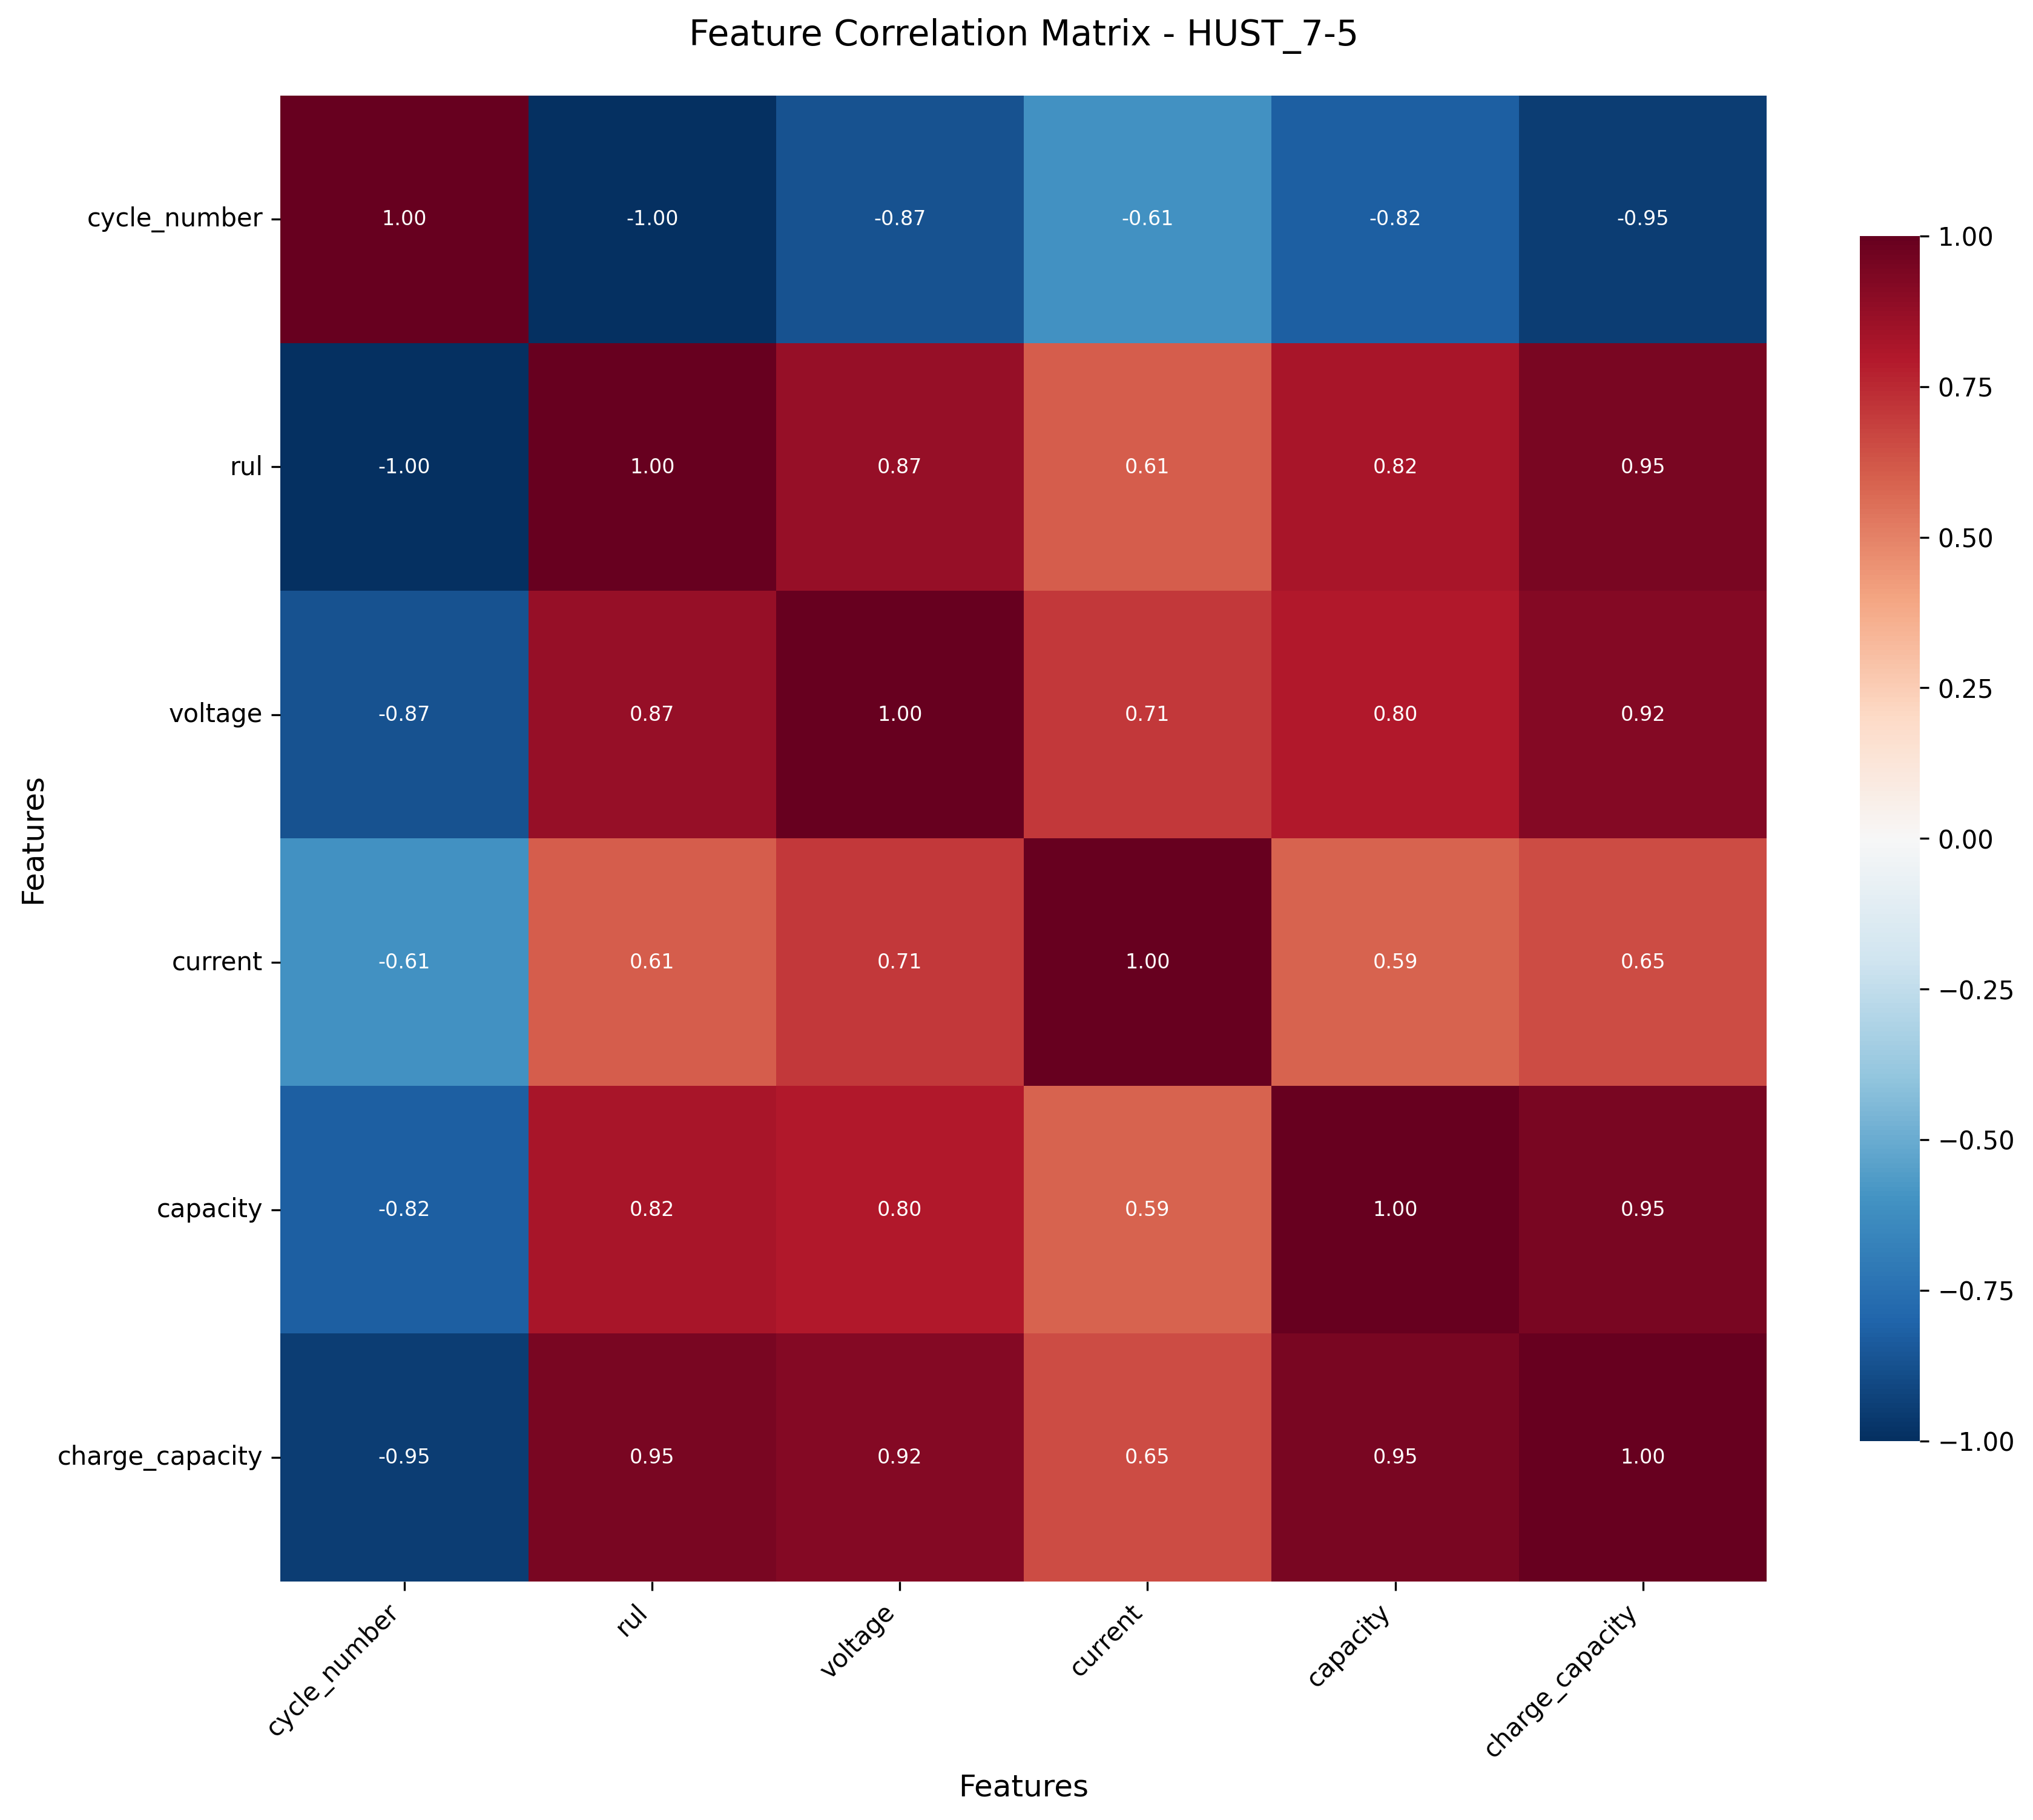 Feature Correlation Matrix - HUST_7-5
Features
cycle_number 1.00 -1.00 -0.87 -0.61 -0.82 -0.95
rul -1.00 1.00 0.87 0.61 0.82 0.95
voltage -0.87 0.87 1.00 0.71 0.80 0.92
current -0.61 0.61 0.71 1.00 0.59 0.65
capacity -0.82 0.82 0.80 0.59 1.00 0.95
charge_capacity -0.95 0.95 0.92 0.65 0.95 1.00
cycle_number rul voltage current capacity charge_capacity
Features
1.00
0.75
0.50
0.25
0.00
−0.25
−0.50
−0.75
−1.00